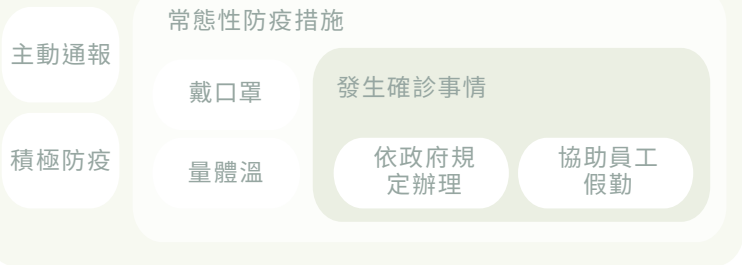 主動通報
積極防疫
常態性防疫措施
戴口罩
量體溫
發生確診事情
依政府規
定辦理
協助員工
假勤